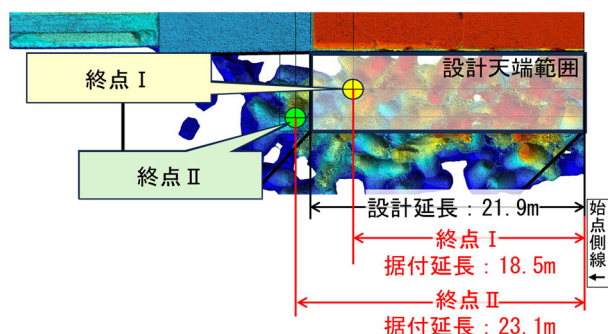 設計天端範囲
終点Ⅰ
終点Ⅱ
設計延長：21.9m
終点Ⅰ
据付延長：18.5m
終点Ⅱ
据付延長：23.1m
始点側線
←